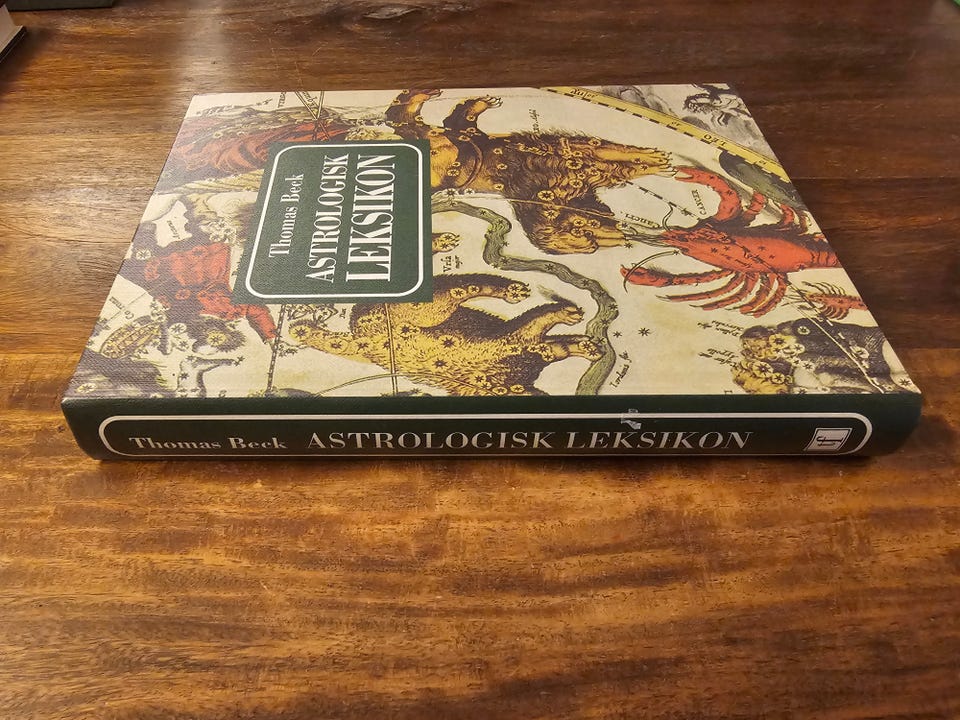 Thomas Beck
ASTROLOGISK
LEKSIKON
Thomas Beck ASTROLOGISK LEKSIKON